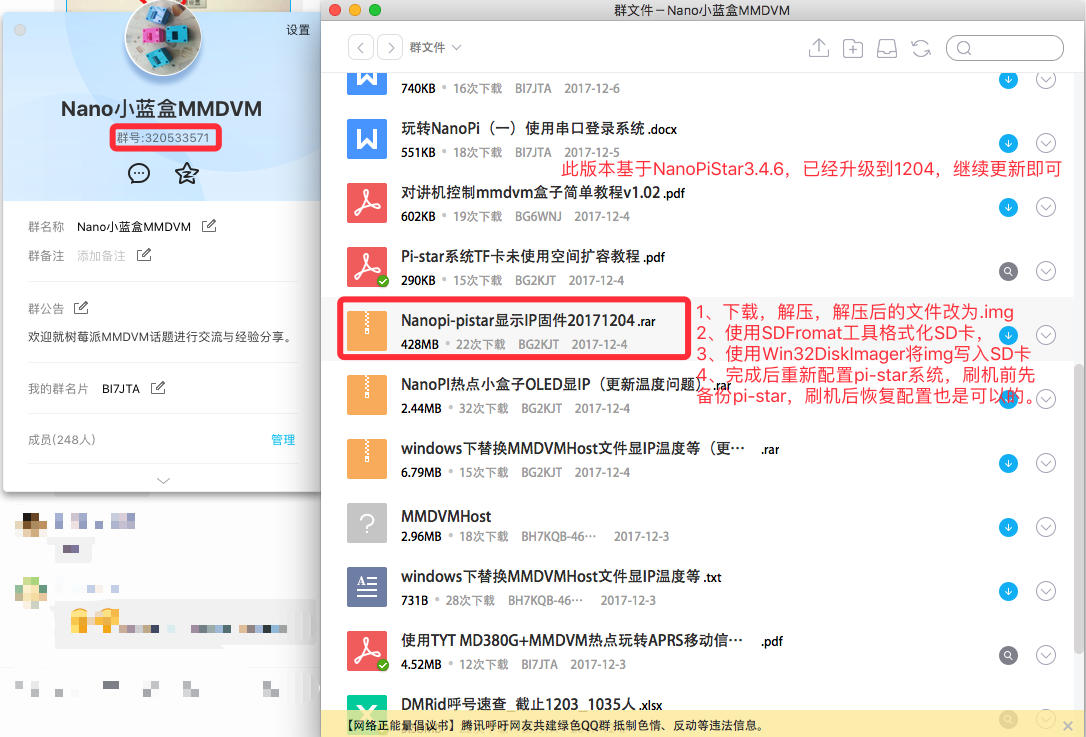 设置
Nano小蓝盒MMDVM
群号:320533571
群名称 Nano小蓝盒MMDVM
群备注 添加备注
群公告
欢迎就树莓派MMDVM话题进行交流与经验分享。
我的群名片 BI7JTA
成员(248人) 管理
群文件－Nano小蓝盒MMDVM
群文件
740KB 16次下载 BI7JTA 2017-12-6
玩转NanoPi（一）使用串口登录系统.docx
551KB 18次下载 BI7JTA 2017-12-5
此版本基于NanoPiStar3.4.6，已经升级到1204，继续更新即可
对讲机控制mmdvm盒子简单教程v1.02.pdf
602KB 19次下载 BG6WNJ 2017-12-4
Pi-star系统TF卡未使用空间扩容教程.pdf
290KB 15次下载 BG2KJT 2017-12-4
Nanopi-pistar显示IP固件20171204.rar
428MB 22次下载 BG2KJT 2017-12-4
1、下载，解压，解压后的文件改为.img
2、使用SDFromat工具格式化SD卡，
3、使用Win32DiskImager将img写入SD卡
4、完成后重新配置pi-star系统，刷机前先
备份pi-star，刷机后恢复配置也是可以的。
NanoPI热点小盒子OLED显IP（更新温度问题）.rar
2.44MB 32次下载 BG2KJT 2017-12-4
windows下替换MMDVMHost文件显IP温度等（更… .rar
6.79MB 15次下载 BG2KJT 2017-12-4
MMDVMHost
2.96MB 18次下载 BH7KQB-46… 2017-12-3
windows下替换MMDVMHost文件显IP温度等.txt
731B 28次下载 BH7KQB-46… 2017-12-3
使用TYT MD380G+MMDVM热点玩转APRS移动信… .pdf
4.52MB 12次下载 BI7JTA 2017-12-3
DMRid呼号速查_截止1203_1035人.xlsx
【网络正能量倡议书】腾讯呼吁网友共建绿色QQ群 抵制色情、反动等违法信息。